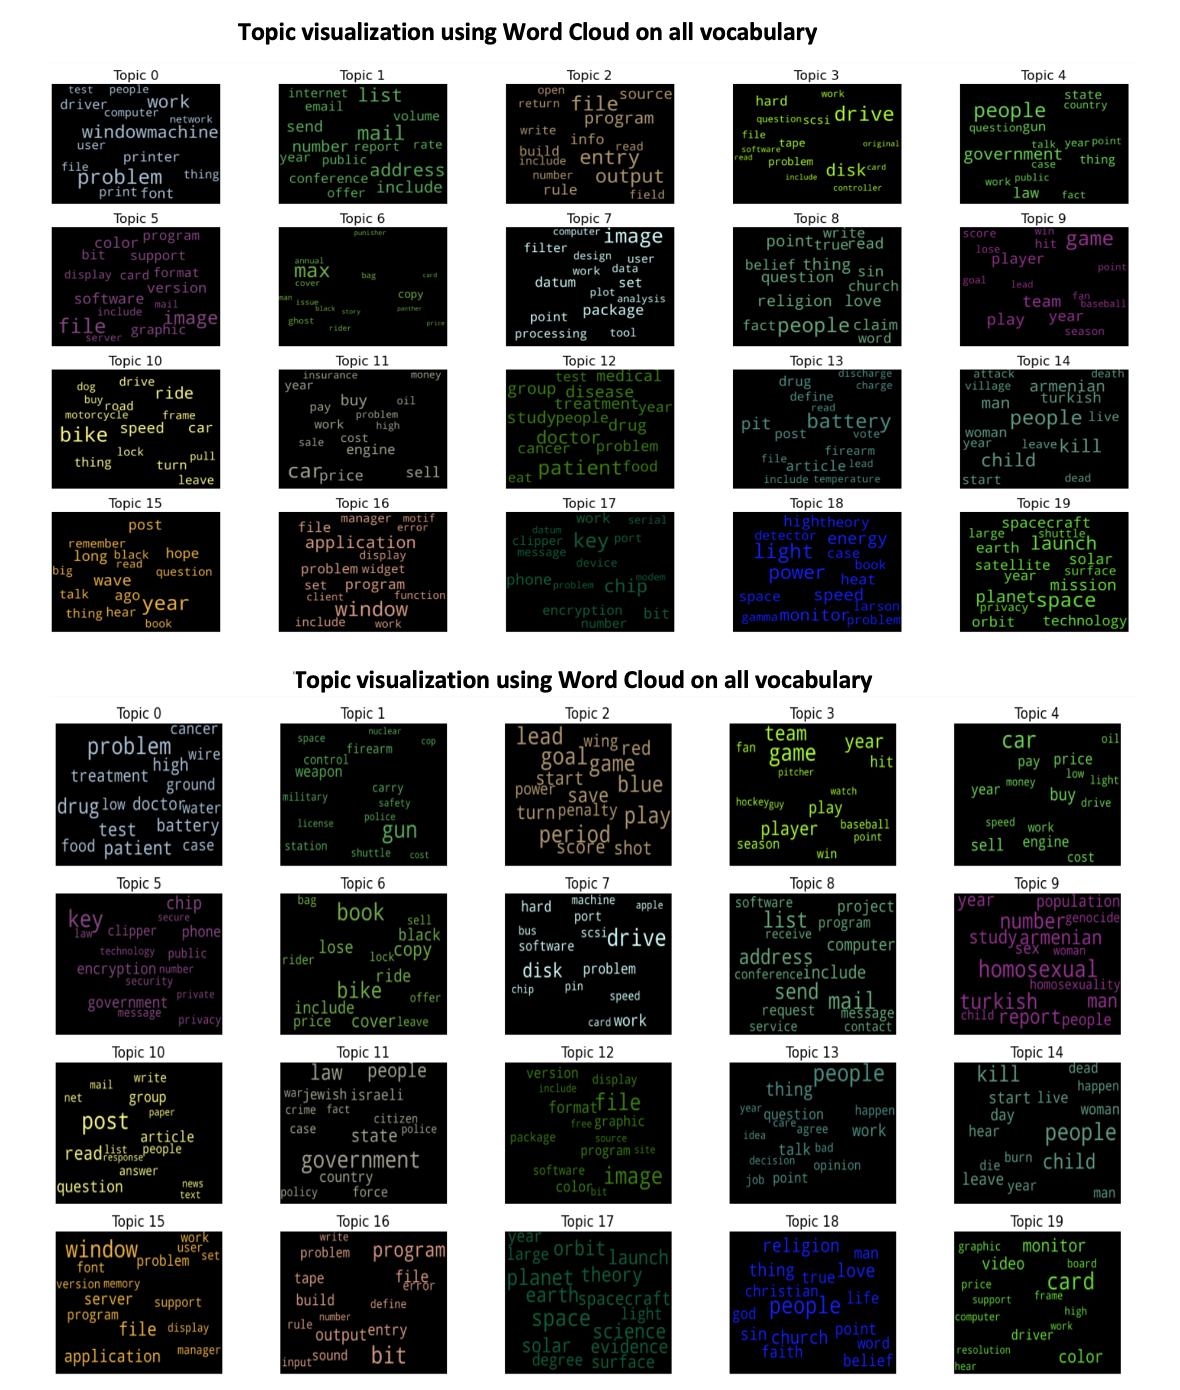 Topic visualization using Word Cloud on all vocabulary
Topic 0
test people
driver work
computer
network
windowmachine
user
printer
file
problem thing
print font
Topic 1
internet list
email
volume
send mail
number report rate
year public
address
conference
offer include
Topic 2
open source
return file
program
write info
build read
include entry
number output
rule field
Topic 3
work
hard drive
question scsi
file tape original
software
read problem
disk card
include
controller
Topic 4
state
people country
question gun
talk year point
government
case thing
work public
law fact
Topic 5
color program
bit support
display card format
version
software mail
include
file image
server graphic
Topic 6
punisher
annual
max bag card
cover
man issue copy
black story panther
ghost rider price
Topic 7
computer image
filter design user
work data
datum set
plot analysis
point package
processing tool
Topic 8
write
point true read
belief thing sin
question church
religion love
fact people claim
word
Topic 9
score win game
lose hit
player point
goal lead
team fan baseball
play year
season
Topic 10
dog drive ride
buy road
motorcycle frame
bike speed car
lock
thing turn pull
leave
Topic 11
insurance money
year
pay buy oil
problem
work high
sale cost
engine
car price sell
Topic 12
test medical
group disease
treatment year
study people drug
doctor
cancer problem
patient food
eat
Topic 13
drug discharge
charge
define
read
pit battery
post vote
firearm
file article lead
include temperature
Topic 14
attack death
village armenian
man turkish
people live
woman
year leave kill
child
start dead
Topic 15
post
remember
long black hope
read
big question
wave
talk ago year
thing hear
book
Topic 16
manager motif
file error
application
display
problem widget
set program
client function
window
include work
Topic 17
work serial
datum
clipper key port
message
device
phone problem chip modem
encryption bit
number
Topic 18
high theory
detector energy
light case
power book
heat
space speed
larson
gamma monitor problem
Topic 19
spacecraft
large shuttle
earth launch
satellite solar
year surface
mission
planet space
privacy
orbit technology
Topic visualization using Word Cloud on all vocabulary
Topic 0
cancer
problem wire
treatment high
ground
drug low doctor water
test battery
food patient case
Topic 1
space nuclear
cop
control firearm
weapon
military carry
safety
license police
gun
station shuttle cost
Topic 2
lead wing red
goal game
start blue
power save
turn penalty play
period
score shot
Topic 3
team
fan game year
hit
pitcher
watch
hockey guy play
player baseball
season point
win
Topic 4
car oil
pay price
low light
year money buy drive
speed work
sell engine
cost
Topic 5
chip
key secure
law clipper phone
technology public
encryption number
security
government private
message privacy
Topic 6
bag book
sell
lose black
rider lock copy
ride
bike offer
include
price cover leave
Topic 7
hard machine apple
port
bus scsi drive
software
disk problem
chip pin speed
card work
Topic 8
software project
list program
receive
address computer
conference include
send mail
request message
service contact
Topic 9
year population
number genocide
study armenian
sex woman
homosexual
homosexuality
turkish man
child report people
Topic 10
mail write
net group
post paper
article
read list people
response
answer
question news
text
Topic 11
law people
war jewish israeli
crime fact
citizen
case state police
government
country
policy force
Topic 12
version display
include
format file
free graphic
package source
program site
software image
color bit
Topic 13
people
thing
year question happen
care agree
idea work
talk bad
decision opinion
job point
Topic 14
kill dead
happen
start live
day woman
hear people
die burn child
leave year
man
Topic 15
work
window user set
font problem
version memory
server support
program
file display
application manager
Topic 16
write
problem program
tape file
error
build define
number
rule output entry
input sound bit
Topic 17
year
large orbit launch
planet theory
earth spacecraft
space light
science
solar evidence
degree surface
Topic 18
religion man
thing true love
christian
god people life
sin church point
word
faith belief
Topic 19
graphic monitor
video board
price card
support frame
computer high
work
driver
resolution color
hear